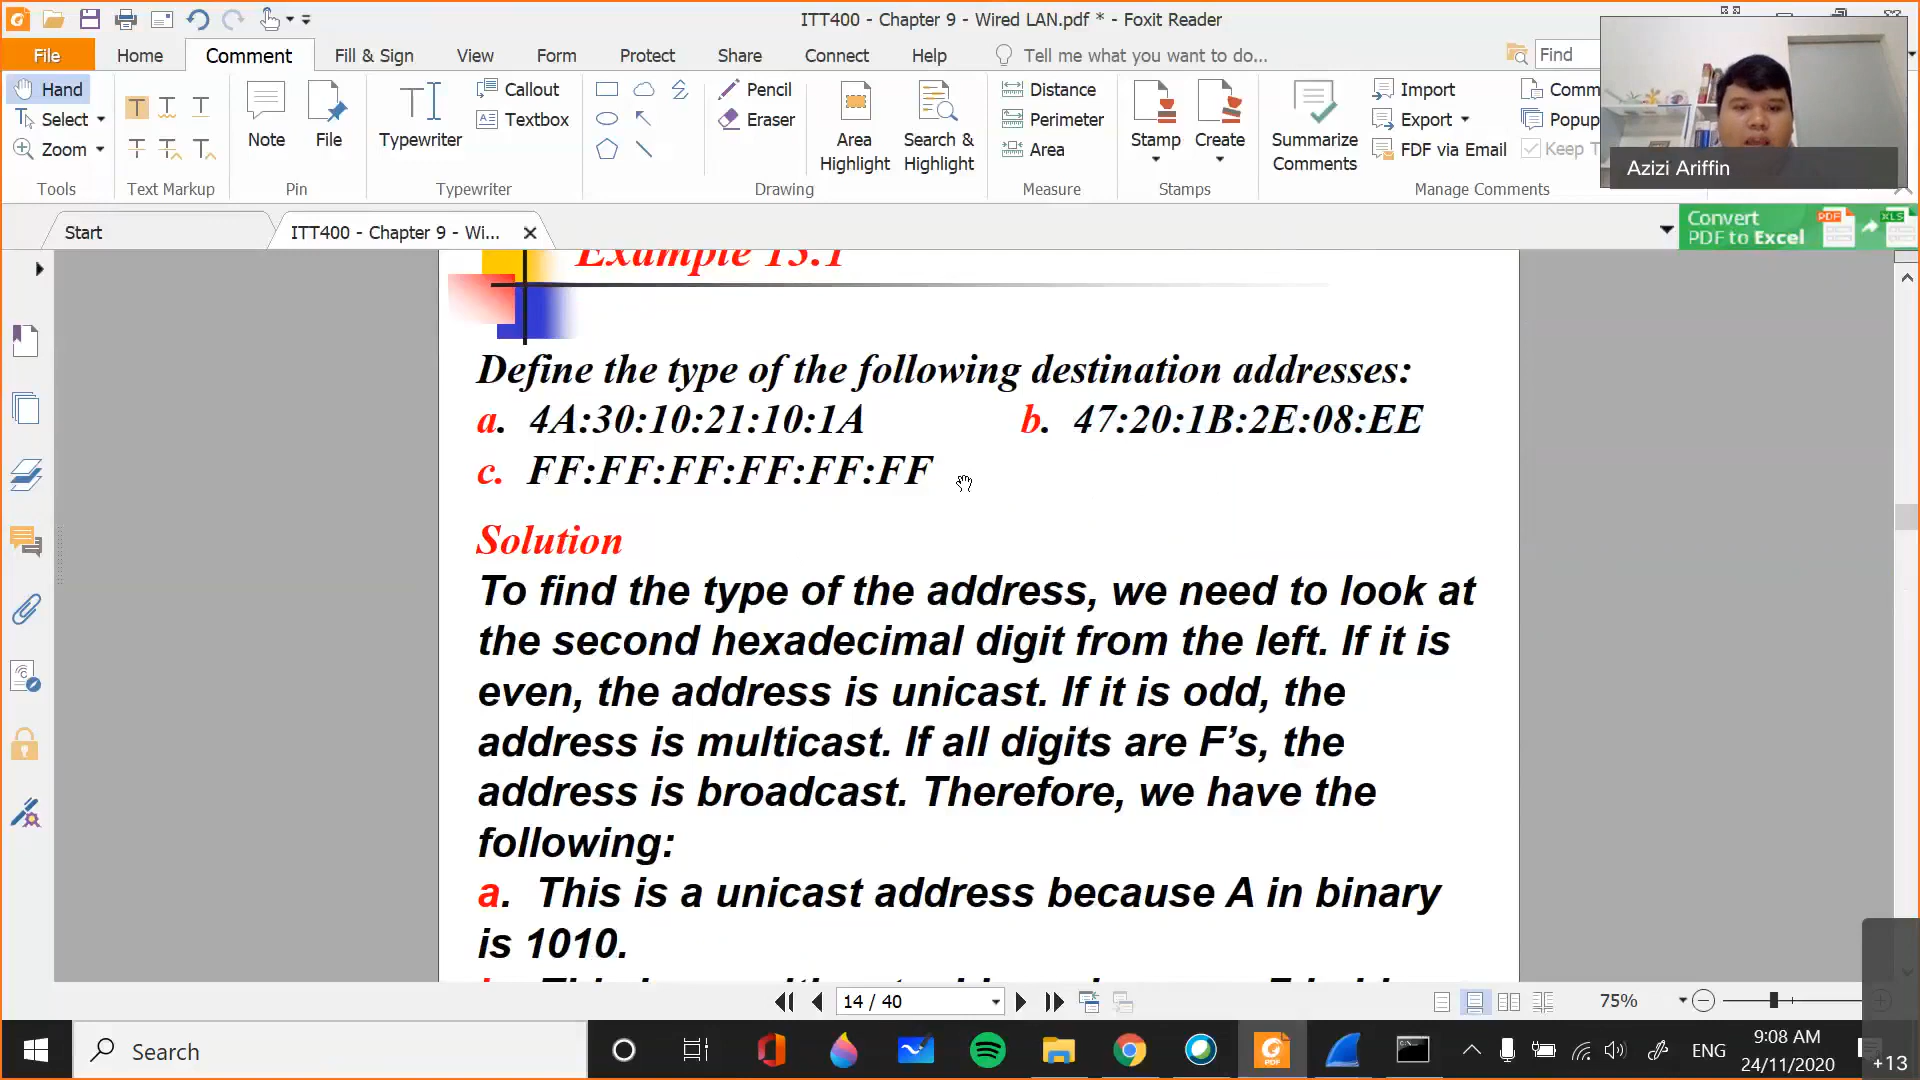 ITT400 - Chapter 9 - Wired LAN.pdf * - Foxit Reader
File Home Comment Fill & Sign View Form Protect Share Connect Help Tell me what you want to do... Find
Hand
Select
Zoom
Tools
Text Markup
Note
File
Pin
Typewriter
Callout
Textbox
Typewriter
Pencil
Eraser
Area
Highlight
Search &
Highlight
Drawing
Distance
Perimeter
Area
Measure
Stamp
Create
Stamps
Summarize
Comments
Import
Export
FDF via Email
Comm
Popup
Keep T
Manage Comments
Azizi Ariffin
Start
ITT400 - Chapter 9 - Wi...
Convert
PDF to Excel
PDF
XLS
Example 13.1
Define the type of the following destination addresses:
a. 4A:30:10:21:10:1A b. 47:20:1B:2E:08:EE
c. FF:FF:FF:FF:FF:FF
Solution
To find the type of the address, we need to look at
the second hexadecimal digit from the left. If it is
even, the address is unicast. If it is odd, the
address is multicast. If all digits are F’s, the
address is broadcast. Therefore, we have the
following:
a. This is a unicast address because A in binary
is 1010.
14 / 40
75%
Search
ENG
9:08 AM
24/11/2020
+13